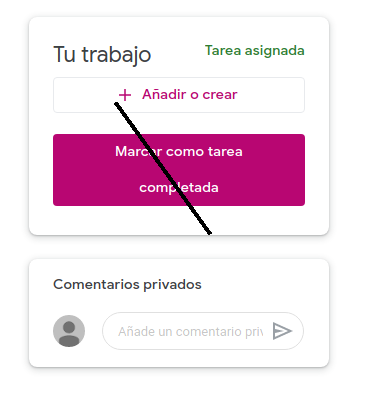 Tu trabajo
Tarea asignada
+ Añadir o crear
Marcar como tarea
completada
Comentarios privados
Añade un comentario priv